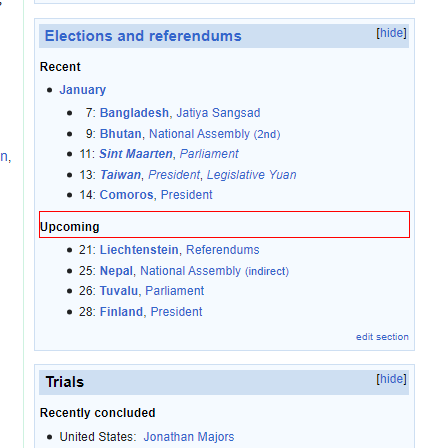 Elections and referendums [hide]
Recent
January
7: Bangladesh, Jatiya Sangsad
9: Bhutan, National Assembly (2nd)
11: Sint Maarten, Parliament
13: Taiwan, President, Legislative Yuan
14: Comoros, President
n,
Upcoming
21: Liechtenstein, Referendums
25: Nepal, National Assembly (indirect)
26: Tuvalu, Parliament
28: Finland, President
edit section
Trials [hide]
Recently concluded
United States: Jonathan Majors